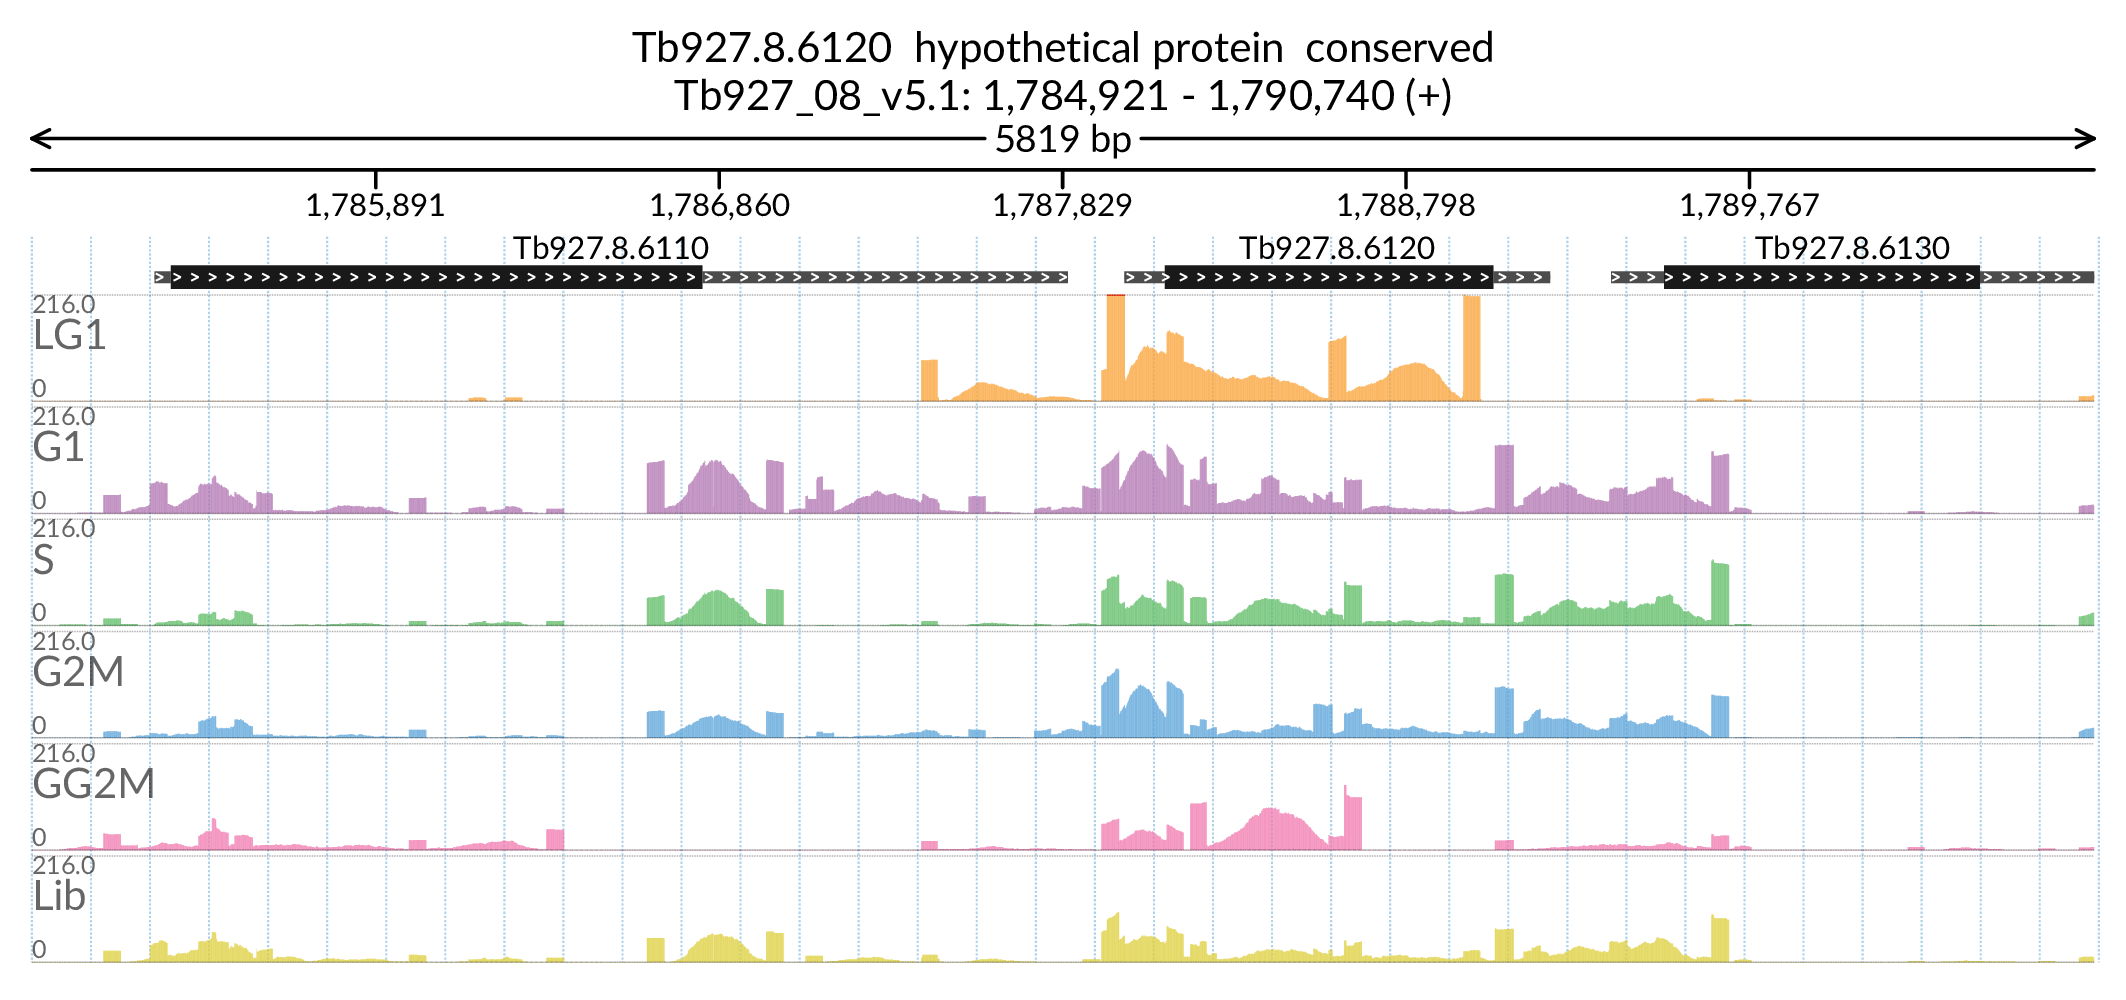 Tb927.8.6120  hypothetical protein  conserved
Tb927_08_v5.1: 1,784,921 - 1,790,740 (+)
5819 bp
1,785,891 1,786,860 1,787,829 1,788,798 1,789,767
Tb927.8.6110 Tb927.8.6120 Tb927.8.6130
216.0
LG1
0
216.0
G1
0
216.0
S
0
216.0
G2M
0
216.0
GG2M
0
216.0
Lib
0